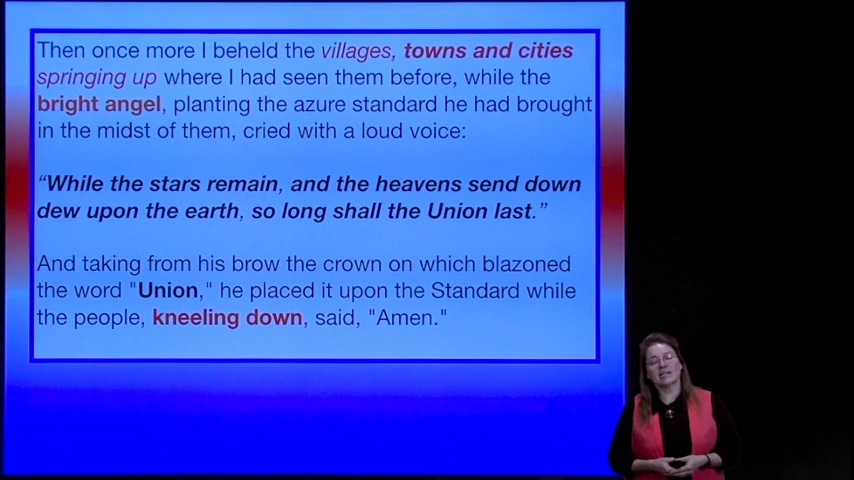 Then once more I beheld the villages, towns and cities
springing up where I had seen them before, while the
bright angel, planting the azure standard he had brought
in the midst of them, cried with a loud voice:
“While the stars remain, and the heavens send down
dew upon the earth, so long shall the Union last.”
And taking from his brow the crown on which blazoned
the word "Union," he placed it upon the Standard while
the people, kneeling down, said, "Amen."